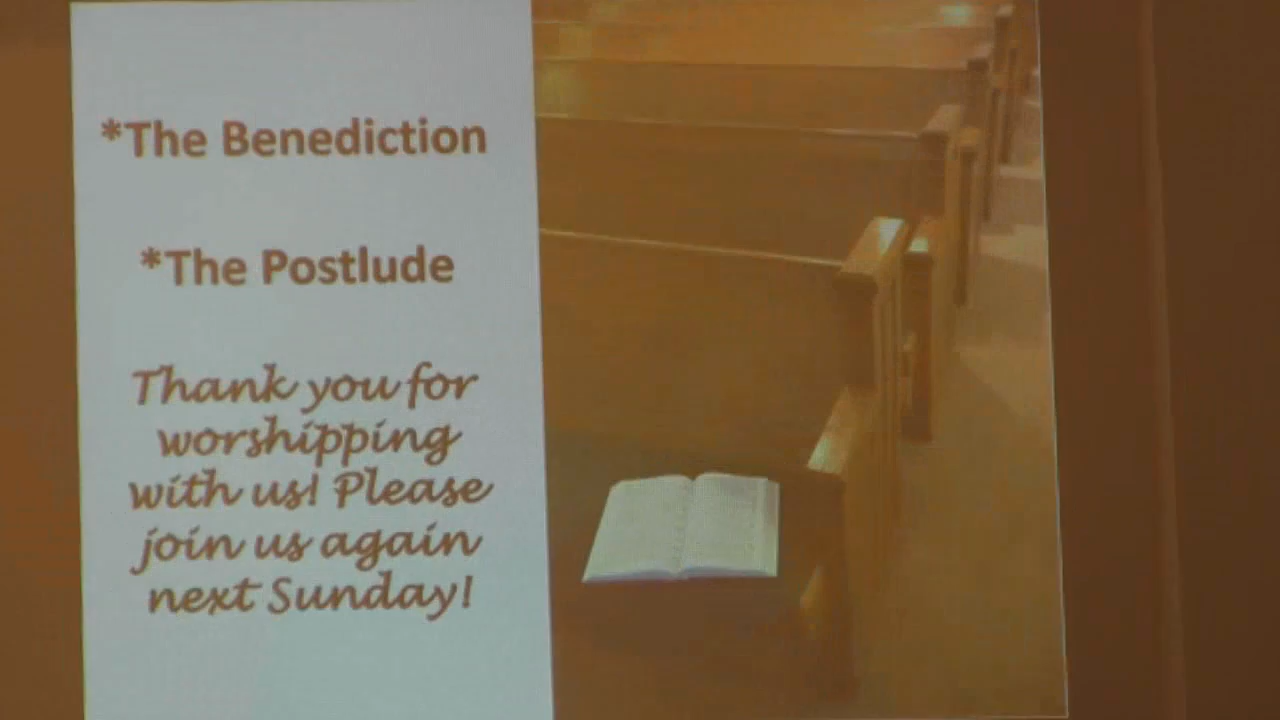 *The Benediction
*The Postlude
Thank you for
worshipping
with us! Please
join us again
next Sunday!